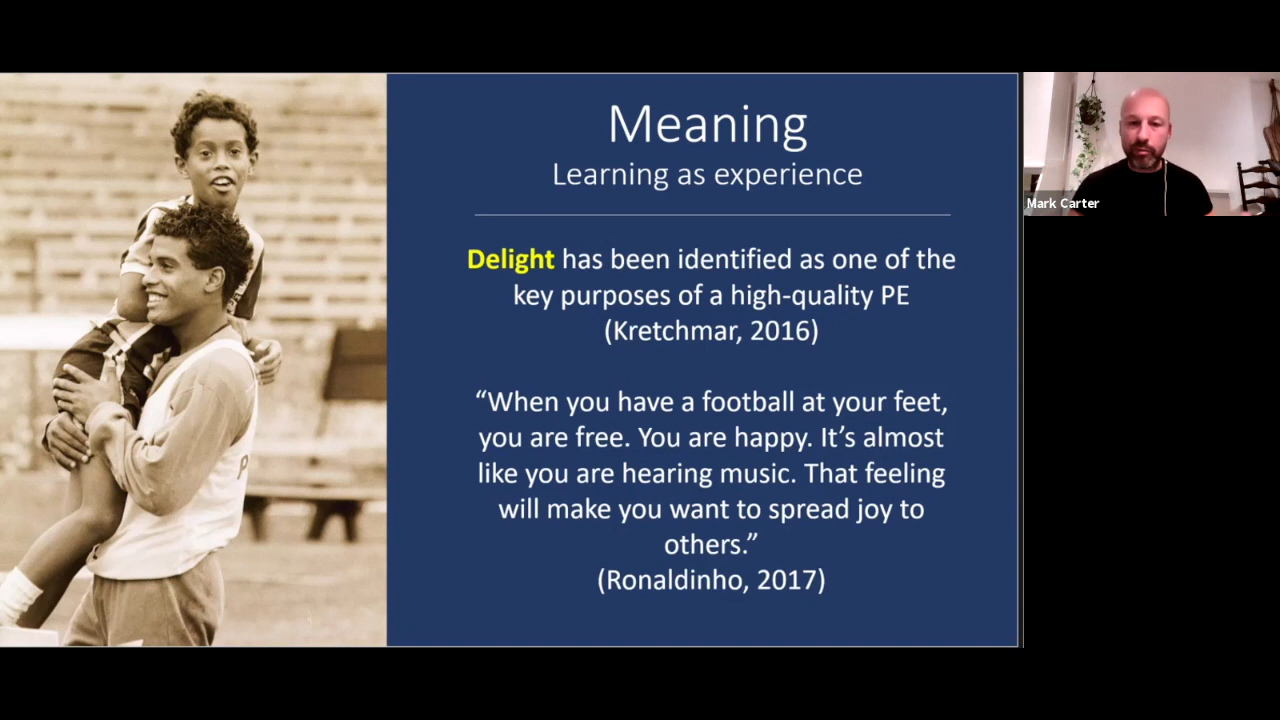 Meaning
Learning as experience
Delight has been identified as one of the
key purposes of a high-quality PE
(Kretchmar, 2016)
“When you have a football at your feet,
you are free. You are happy. It’s almost
like you are hearing music. That feeling
will make you want to spread joy to
others.”
(Ronaldinho, 2017)
Mark Carter
P